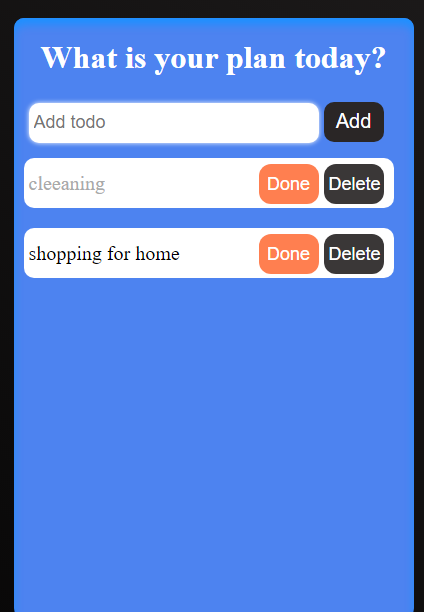 What is your plan today?
Add todo Add
cleeaning Done Delete
shopping for home Done Delete